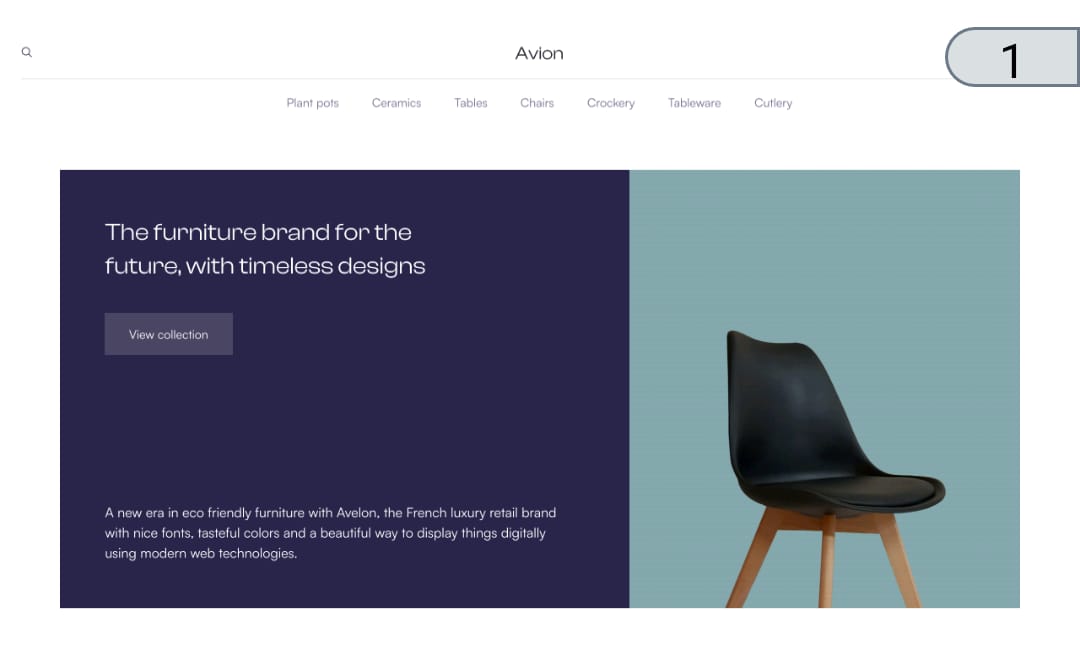 Avion
1
Plant pots Ceramics Tables Chairs Crockery Tableware Cutlery
The furniture brand for the
future, with timeless designs
View collection
A new era in eco friendly furniture with Avelon, the French luxury retail brand
with nice fonts, tasteful colors and a beautiful way to display things digitally
using modern web technologies.